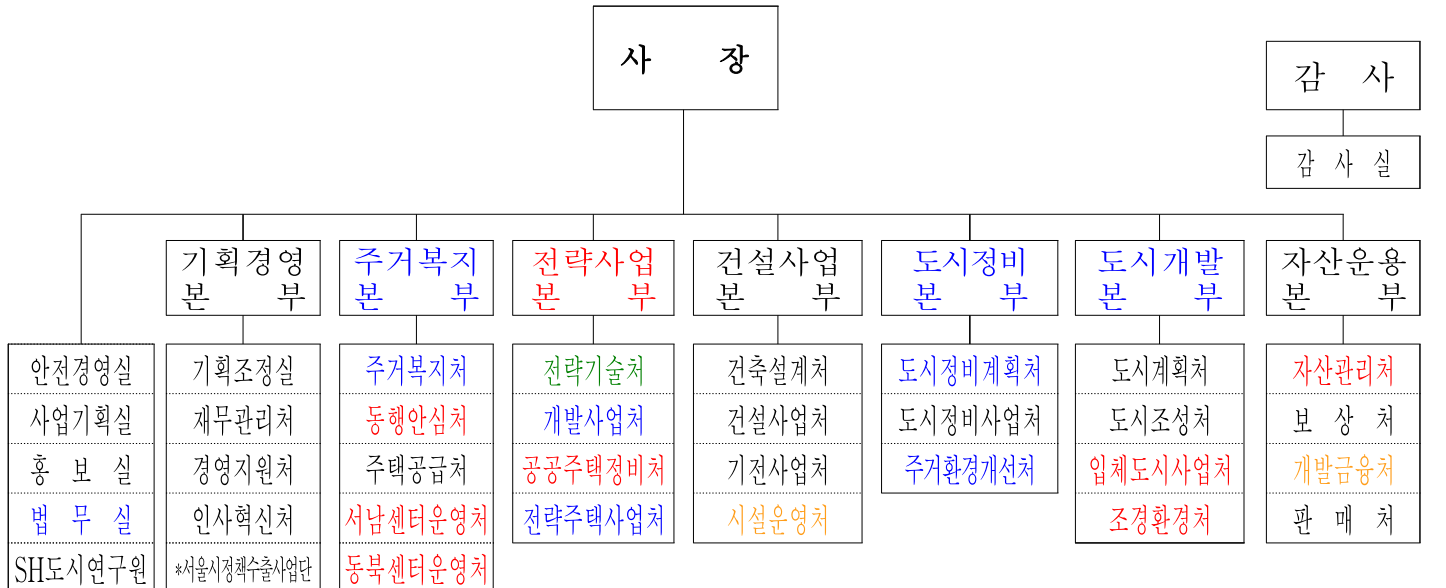 사 장
감 사
감 사 실
기획경영
본 부
주거복지
본 부
전략사업
본 부
건설사업
본 부
도시정비
본 부
도시개발
본 부
자산운용
본 부
안전경영실
사업기획실
홍 보 실
법 무 실
SH도시연구원
기획조정실
재무관리처
경영지원처
인사혁신처
*서울시정책수출사업단
주거복지처
동행안심처
주택공급처
서남센터운영처
동북센터운영처
전략기술처
개발사업처
공공주택정비처
전략주택사업처
건축설계처
건설사업처
기전사업처
시설운영처
도시정비계획처
도시정비사업처
주거환경개선처
도시계획처
도시조성처
입체도시사업처
조경환경처
자산관리처
보 상 처
개발금융처
판 매 처